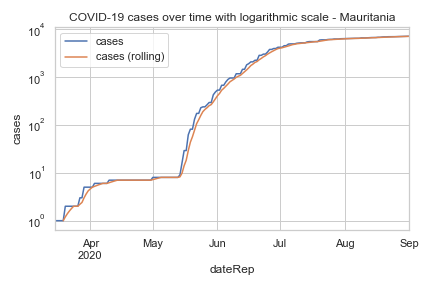 COVID-19 cases over time with logarithmic scale - Mauritania
cases
cases (rolling)
10⁴
10³
10²
10¹
10⁰
cases
Apr May Jun Jul Aug Sep
2020
dateRep